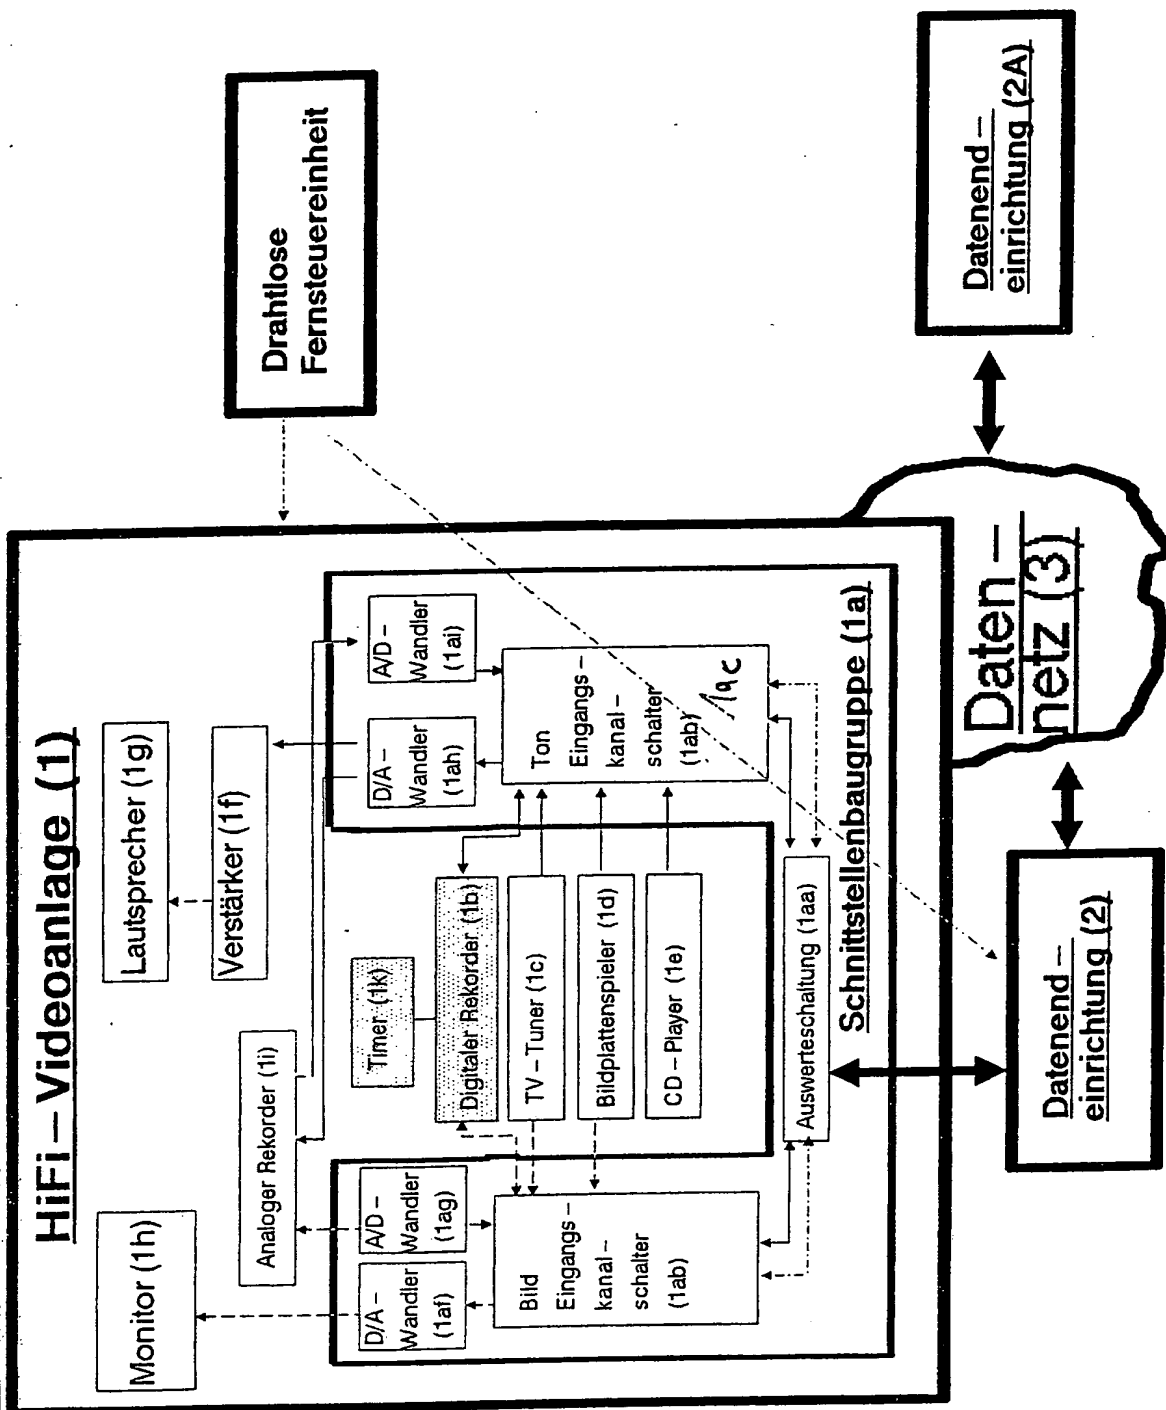 HiFi – Videoanlage (1)
Monitor (1h)
Analoger Rekorder (1i)
Lautsprecher (1g)
Verstärker (1f)
Drahtlose
Fernsteuereinheit
D/A –
Wandler
(1af)
A/D –
Wandler
(1ag)
Timer (1k)
Digitaler Rekorder (1b)
TV – Tuner (1c)
Bildplattenspieler (1d)
CD – Player (1e)
D/A –
Wandler
(1ah)
A/D –
Wandler
(1ai)
Bild
Eingangs –
kanal –
schalter
(1ab)
Ton
Eingangs –
kanal –
schalter
(1ab)
1ac
Auswerteschaltung (1aa)
Schnittstellenbaugruppe (1a)
Datenend –
einrichtung (2)
Daten –
netz (3)
Datenend –
einrichtung (2A)